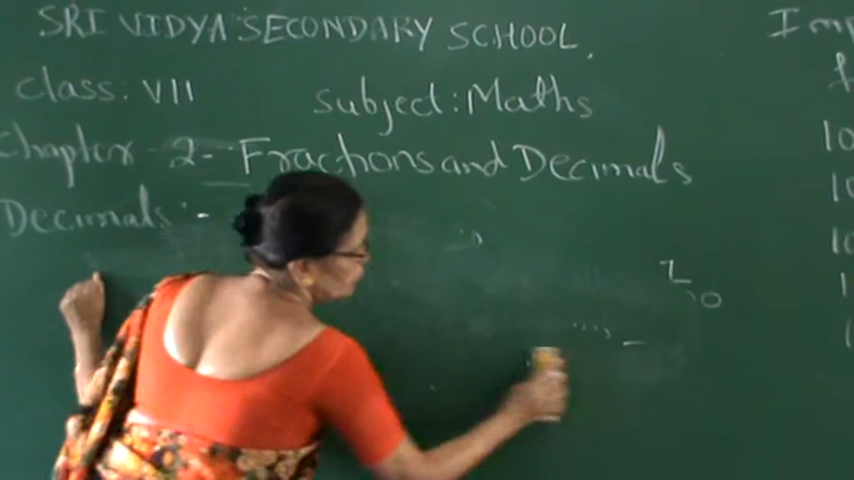 SRI VIDYA SECONDARY SCHOOL.
Class: VII
Subject: Maths
Chapter - 2 - Fractions and Decimals
Decimals :-